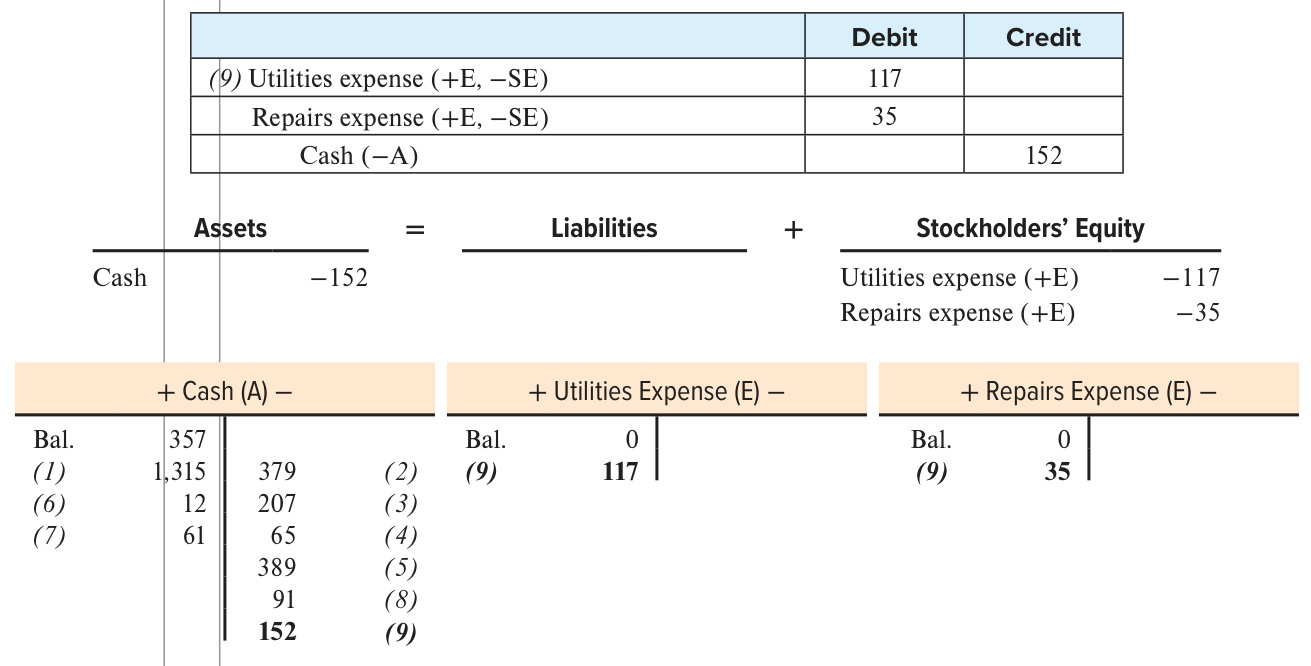 Debit Credit
(9) Utilities expense (+E, −SE) 117
Repairs expense (+E, −SE) 35
Cash (−A) 152
Assets = Liabilities + Stockholders’ Equity
Cash −152 Utilities expense (+E) −117
Repairs expense (+E) −35
+ Cash (A) − + Utilities Expense (E) − + Repairs Expense (E) −
Bal. 357 Bal. 0 Bal. 0
(1) 1,315 379 (2) (9) 117 (9) 35
(6) 12 207 (3)
(7) 61 65 (4)
389 (5)
91 (8)
152 (9)